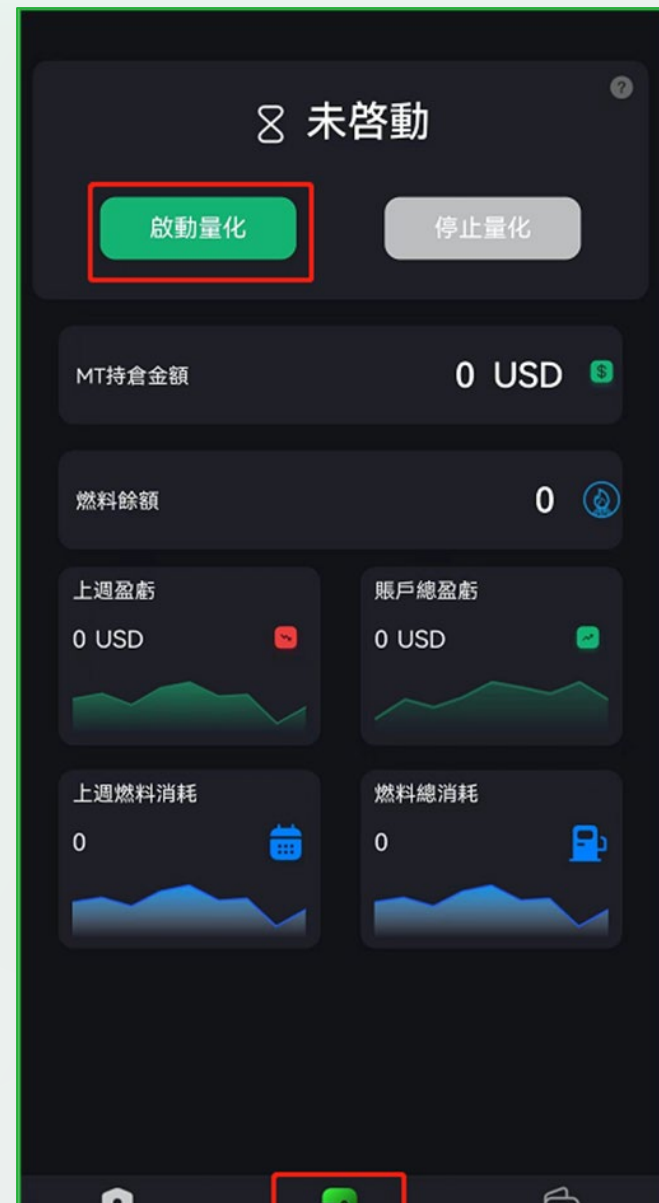 ?
未啓動
啟動量化
停止量化
MT持倉金額
0 USD
$
燃料餘額
0
上週盈虧
賬戶總盈虧
0 USD
0 USD
上週燃料消耗
燃料總消耗
0
0